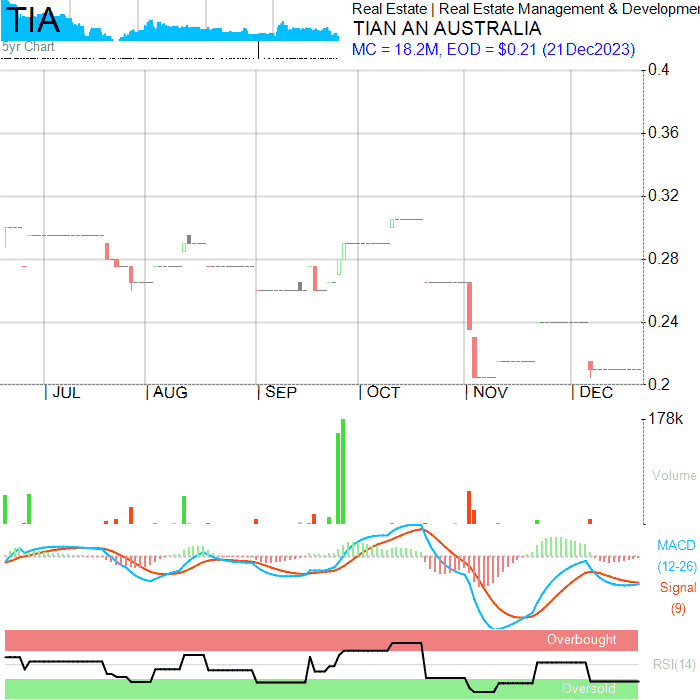 TIA
Real Estate | Real Estate Management & Developmen
TIAN AN AUSTRALIA
5yr Chart
MC = 18.2M, EOD = $0.21 (21Dec2023)
0.4
0.36
0.32
0.28
0.24
0.2
JUL
AUG
SEP
OCT
NOV
DEC
178k
Volume
MACD
(12-26)
Signal
(9)
Overbought
RSI(14)
Oversold